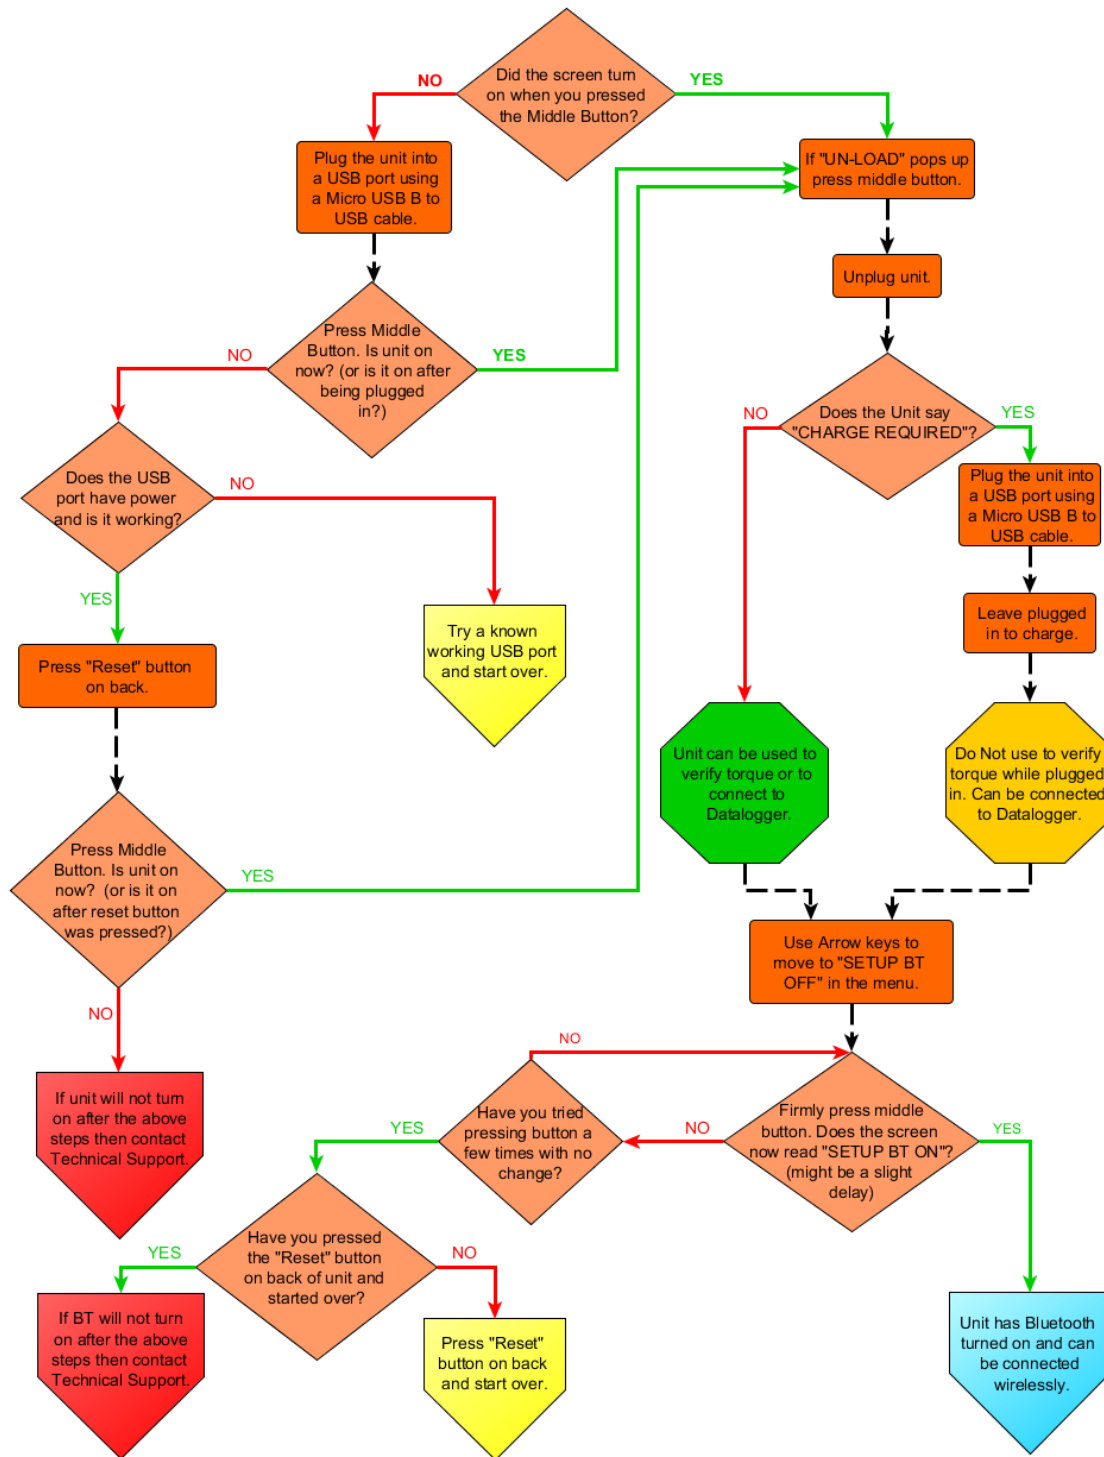 Did the screen turn
on when you pressed
the Middle Button?
NO
YES
Plug the unit into
a USB port using
a Micro USB B to
USB cable.
If "UN-LOAD" pops up
press middle button.
Unplug unit.
Press Middle
Button. Is unit on
now? (or is it on after
being plugged
in?)
NO
YES
Does the Unit say
"CHARGE REQUIRED"?
NO
YES
Does the USB
port have power
and is it working?
NO
YES
Plug the unit into
a USB port using
a Micro USB B to
USB cable.
Leave plugged
in to charge.
Try a known
working USB port
and start over.
Press "Reset" button
on back.
Unit can be used to
verify torque or to
connect to
Datalogger.
Do Not use to verify
torque while plugged
in. Can be connected
to Datalogger.
Press Middle
Button. Is unit on
now?  (or is it on
after reset button
was pressed?)
YES
NO
Use Arrow keys to
move to "SETUP BT
OFF" in the menu.
If unit will not turn
on after the above
steps then contact
Technical Support.
Firmly press middle
button. Does the screen
now read "SETUP BT ON"?
(might be a slight
delay)
NO
YES
Have you tried
pressing button a
few times with no
change?
NO
YES
Have you pressed
the "Reset" button
on back of unit and
started over?
YES
NO
If BT will not turn
on after the above
steps then contact
Technical Support.
Press "Reset"
button on back
and start over.
Unit has Bluetooth
turned on and can
be connected
wirelessly.